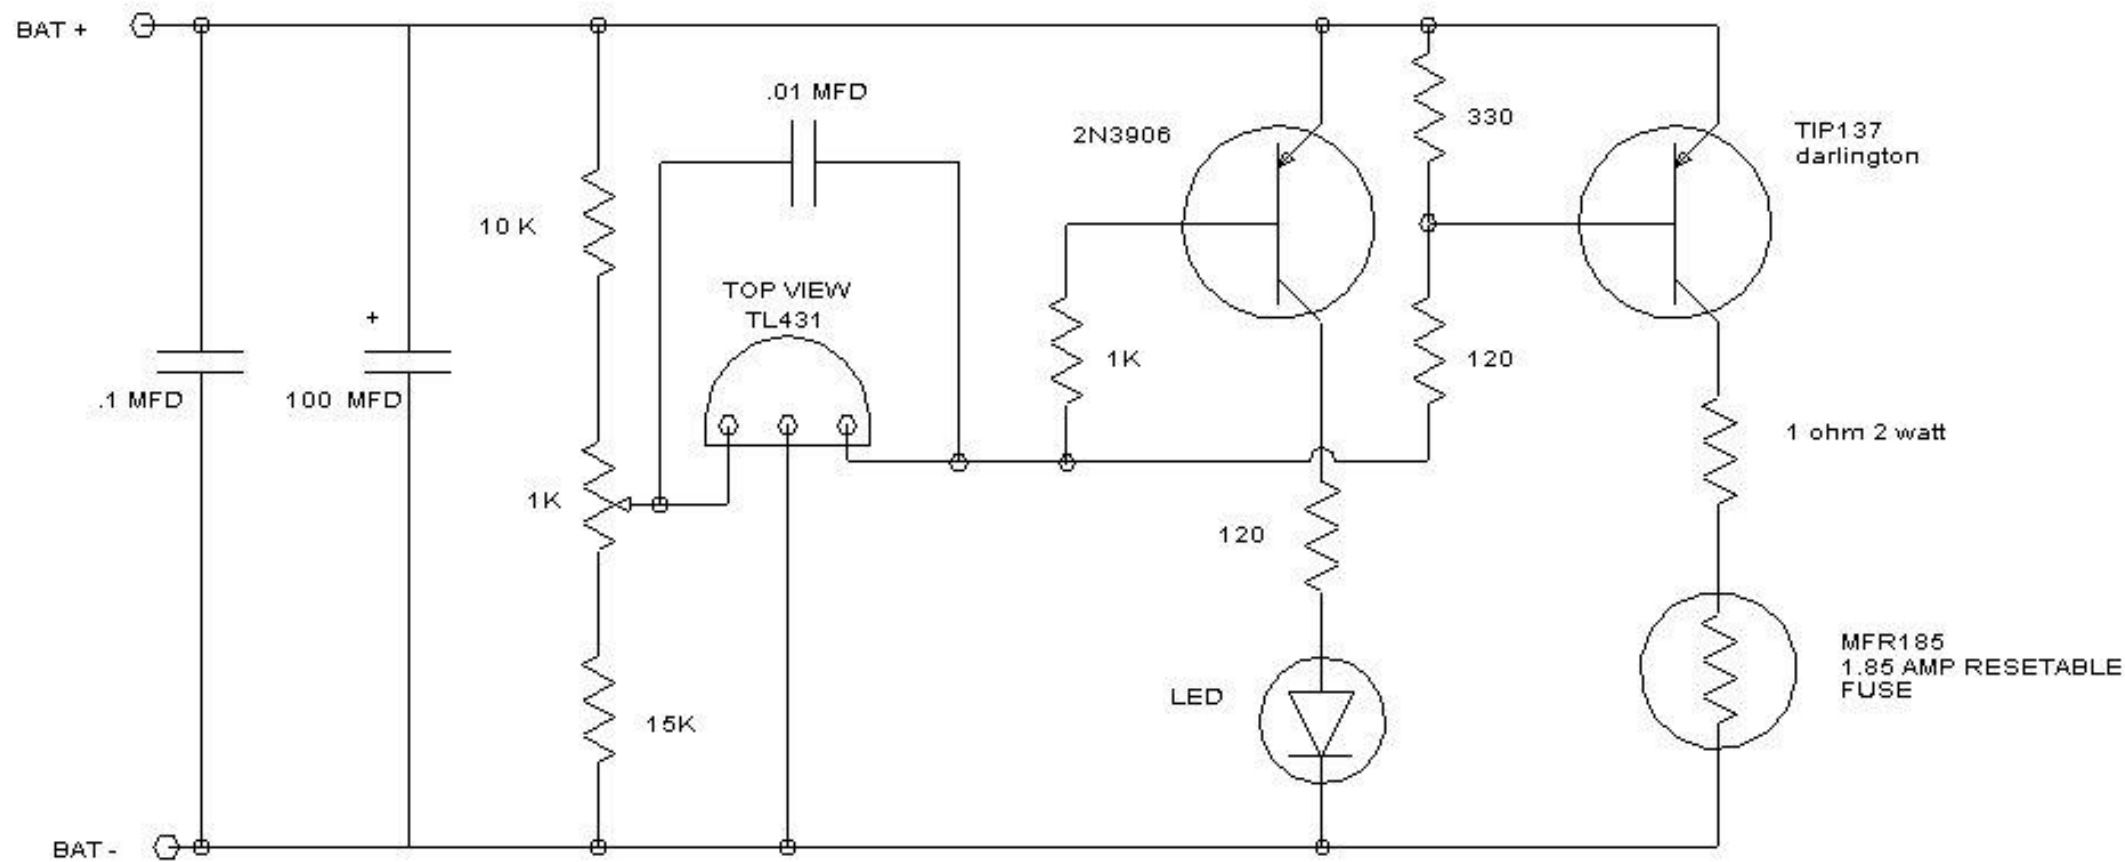 BAT +
.01 MFD
2N3906
330
TIP137
darlington
10 K
TOP VIEW
TL431
+
1K
120
.1 MFD
100 MFD
1 ohm 2 watt
1K
120
MFR185
1.85 AMP RESETABLE
FUSE
LED
15K
BAT -